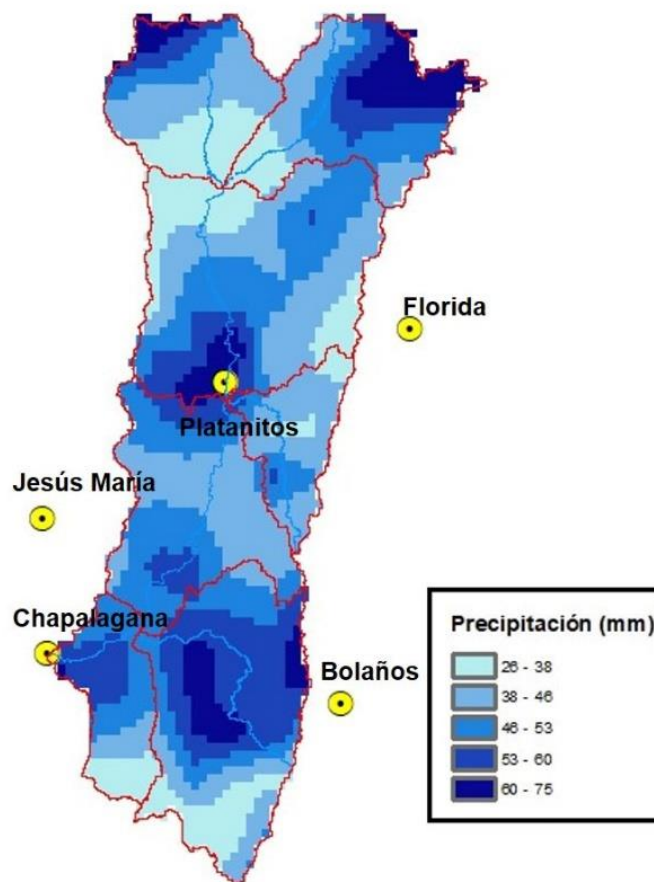 Florida
Platanitos
Jesús María
Chapalagana
Bolaños
Precipitación (mm)
26 - 38
38 - 46
46 - 53
53 - 60
60 - 75